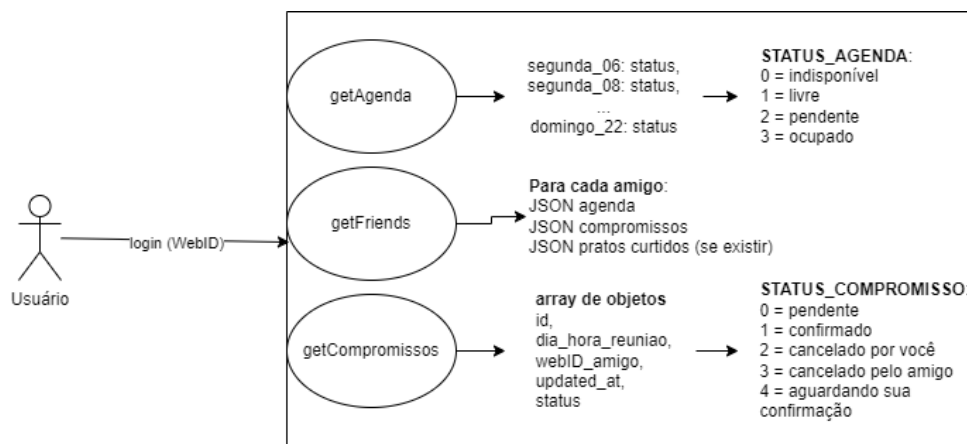 Usuário
login (WebID)
getAgenda
segunda_06: status,
segunda_08: status,
...
domingo_22: status
STATUS_AGENDA:
0 = indisponível
1 = livre
2 = pendente
3 = ocupado
getFriends
Para cada amigo:
JSON agenda
JSON compromissos
JSON pratos curtidos (se existir)
getCompromissos
array de objetos
id,
dia_hora_reuniao,
webID_amigo,
updated_at,
status
STATUS_COMPROMISSO:
0 = pendente
1 = confirmado
2 = cancelado por você
3 = cancelado pelo amigo
4 = aguardando sua
confirmação